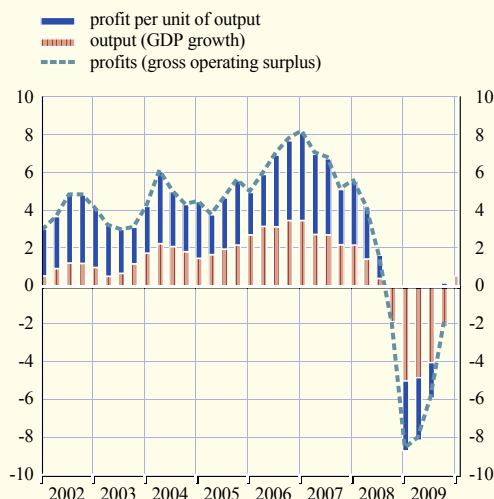 profit per unit of output
output (GDP growth)
profits (gross operating surplus)
10 10
8 8
6 6
4 4
2 2
0 0
-2 -2
-4 -4
-6 -6
-8 -8
-10 -10
2002 2003 2004 2005 2006 2007 2008 2009